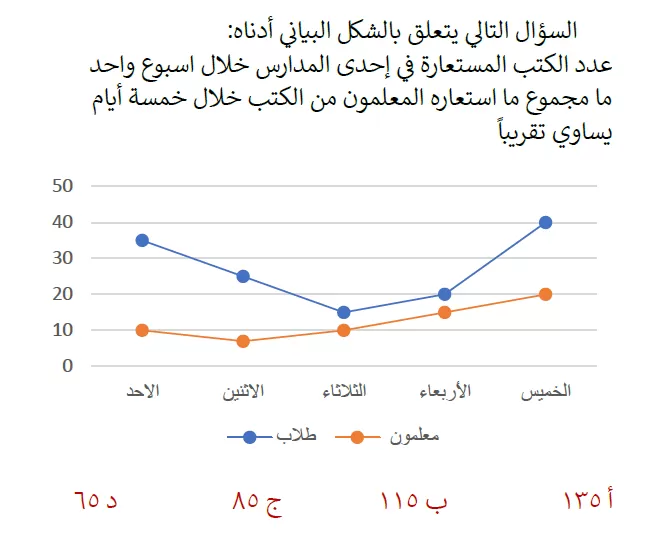 السؤال التالي يتعلق بالشكل البياني أدناه:
عدد الكتب المستعارة في إحدى المدارس خلال اسبوع واحد
ما مجموع ما استعاره المعلمون من الكتب خلال خمسة أيام
يساوي تقريباً
50
40
30
20
10
0
الاحد الاثنين الثلاثاء الأربعاء الخميس
طلاب معلمون
أ ١٣٥ ب ١١٥ ج ٨٥ د ٦٥